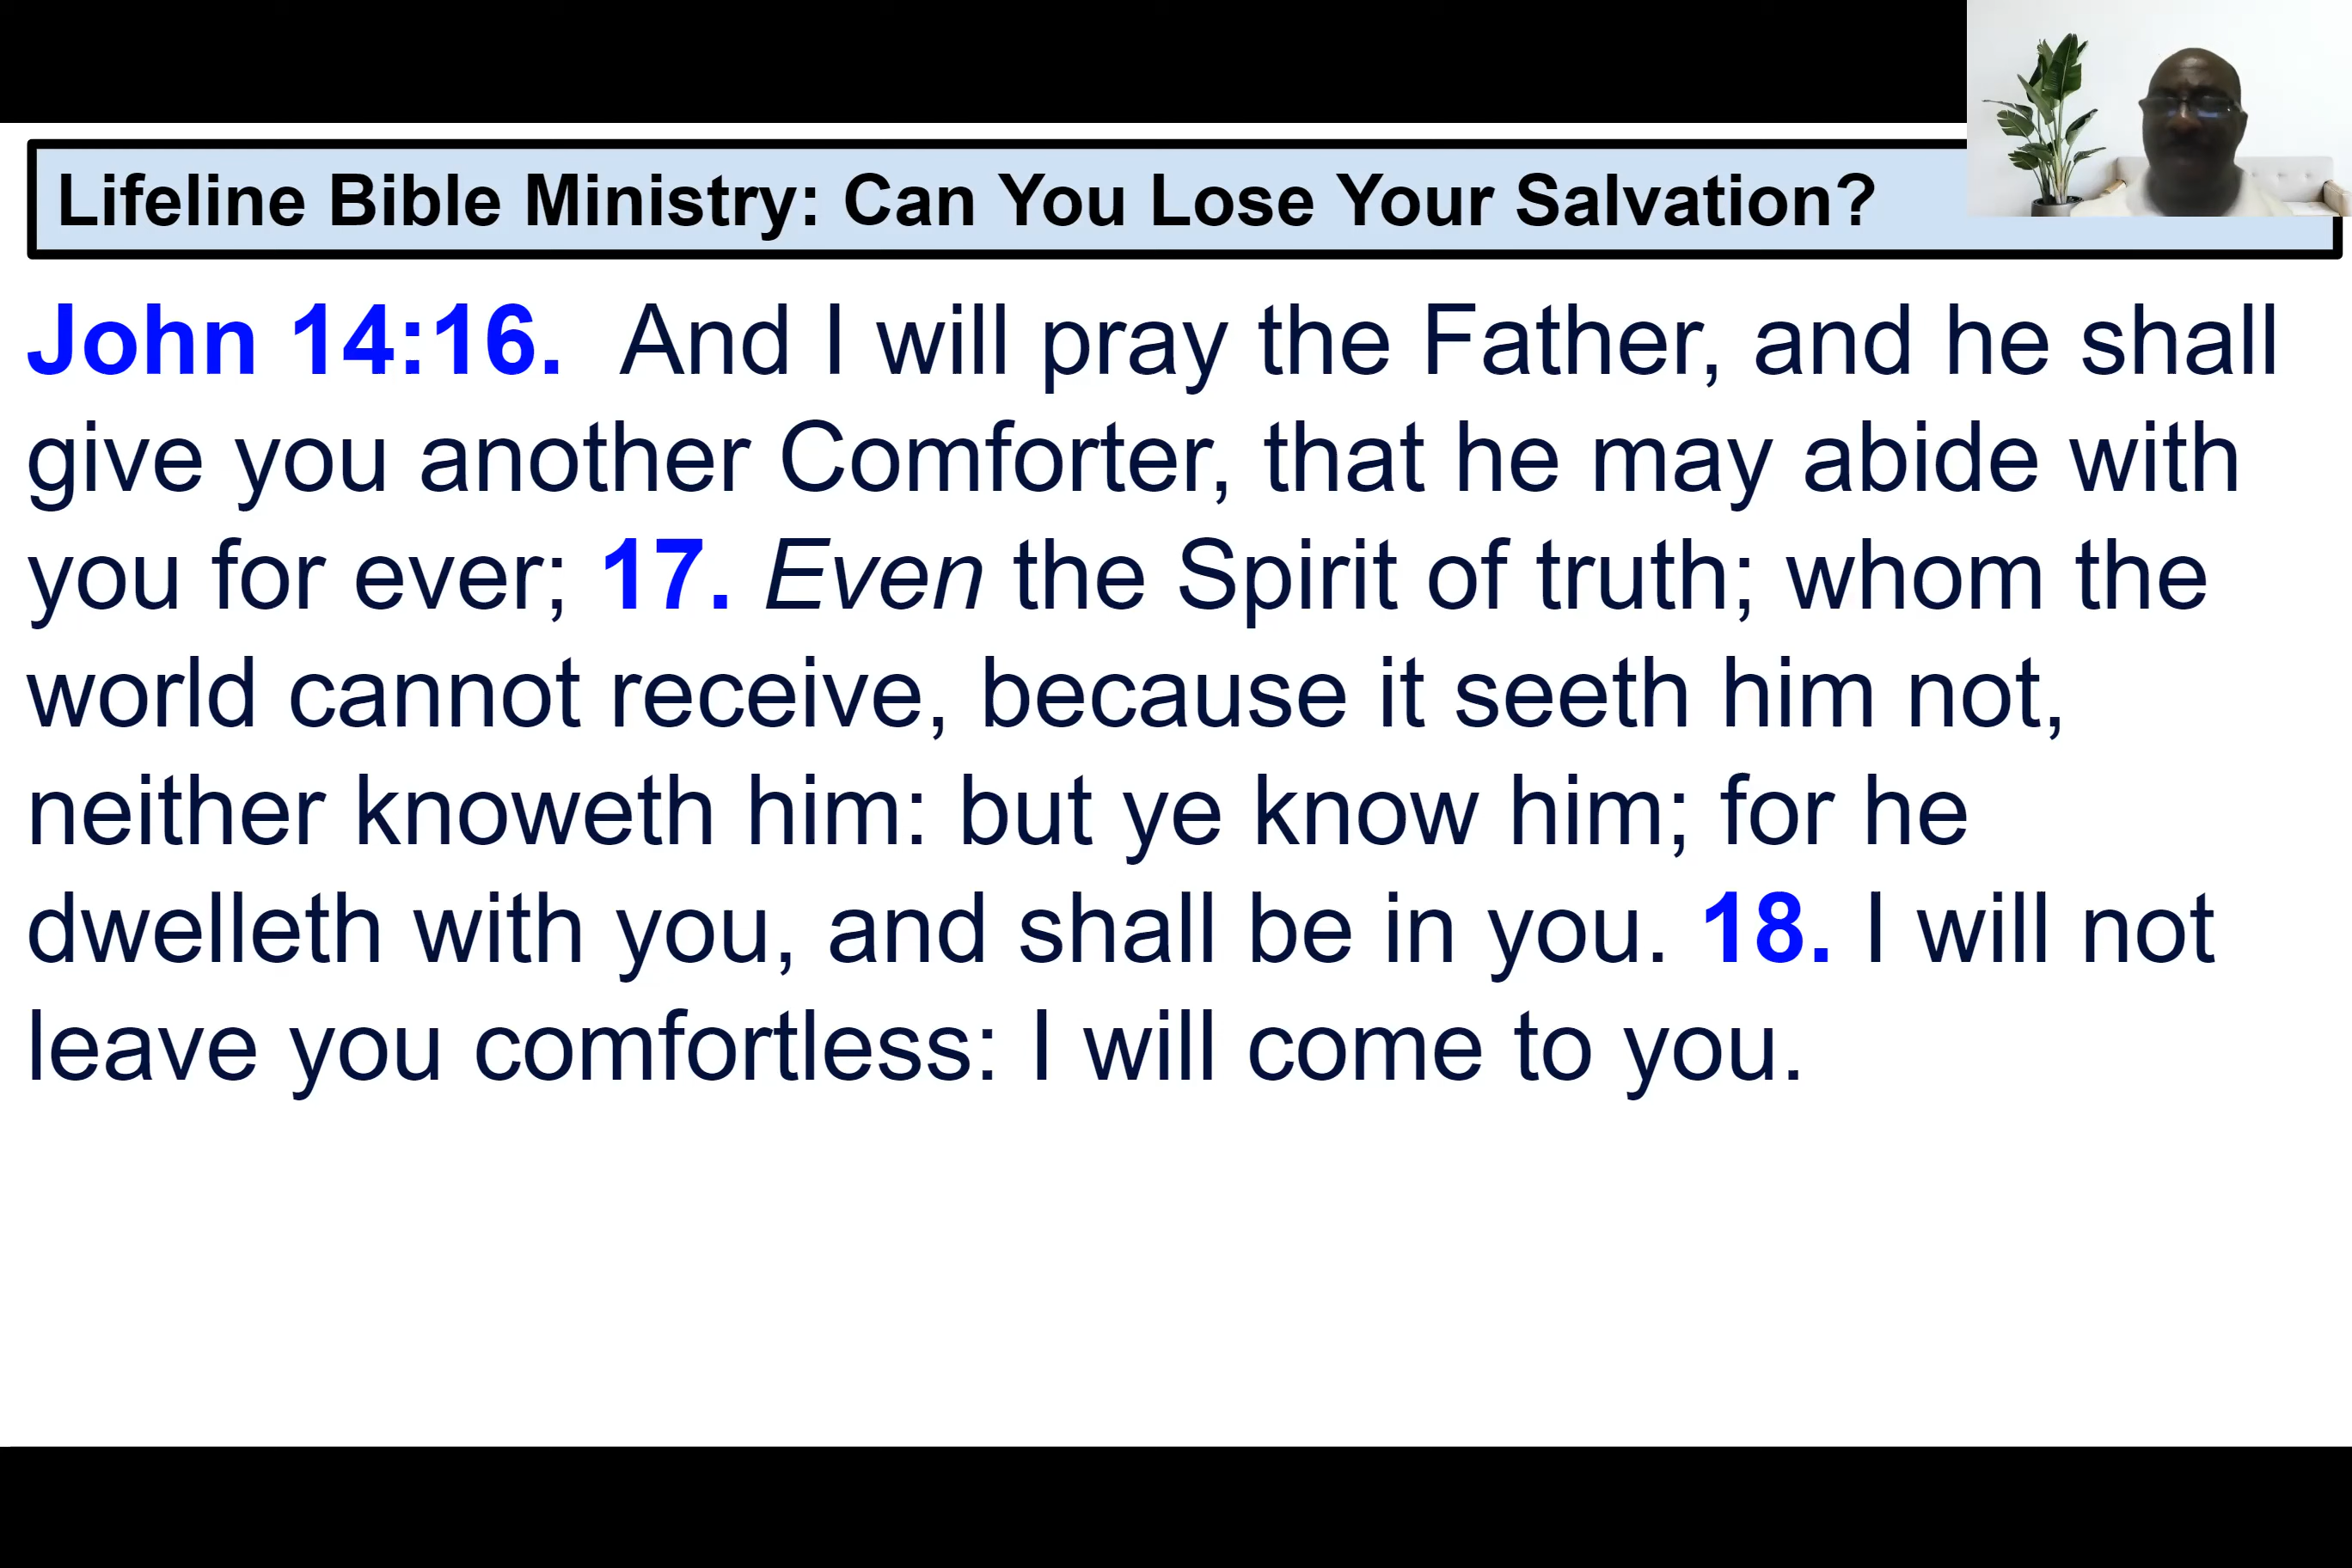 Lifeline Bible Ministry: Can You Lose Your Salvation?
John 14:16. And I will pray the Father, and he shall
give you another Comforter, that he may abide with
you for ever; 17. Even the Spirit of truth; whom the
world cannot receive, because it seeth him not,
neither knoweth him: but ye know him; for he
dwelleth with you, and shall be in you. 18. I will not
leave you comfortless: I will come to you.